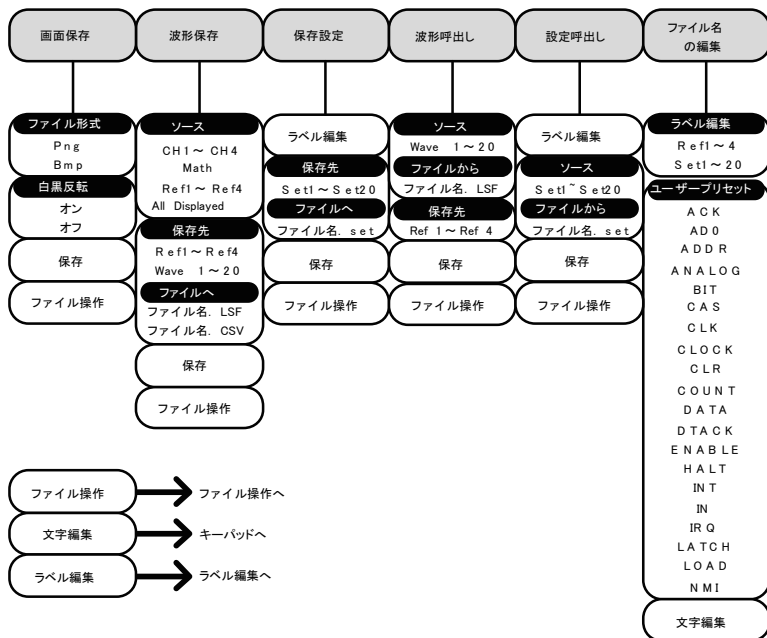 画面保存
波形保存
保存設定
波形呼出し
設定呼出し
ファイル名
の編集
ファイル形式
Png
Bmp
白黒反転
オン
オフ
保存
ファイル操作
ソース
CH1～CH4
Math
Ref1～Ref4
All Displayed
保存先
Ref1～Ref4
Wave 1～20
ファイルへ
ファイル名. LSF
ファイル名. CSV
保存
ファイル操作
ラベル編集
保存先
Set1～Set20
ファイルへ
ファイル名. set
保存
ファイル操作
ソース
Wave 1～20
ファイルから
ファイル名. LSF
保存先
Ref 1～Ref 4
保存
ファイル操作
ラベル編集
ソース
Set1~Set20
ファイルから
ファイル名. set
保存
ファイル操作
ラベル編集
Ref1～4
Set1～20
ユーザープリセット
ACK
AD0
ADDR
ANALOG
BIT
CAS
CLK
CLOCK
CLR
COUNT
DATA
DTACK
ENABLE
HALT
INT
IN
IRQ
LATCH
LOAD
NMI
文字編集
ファイル操作 ファイル操作へ
文字編集 キーパッドへ
ラベル編集 ラベル編集へ